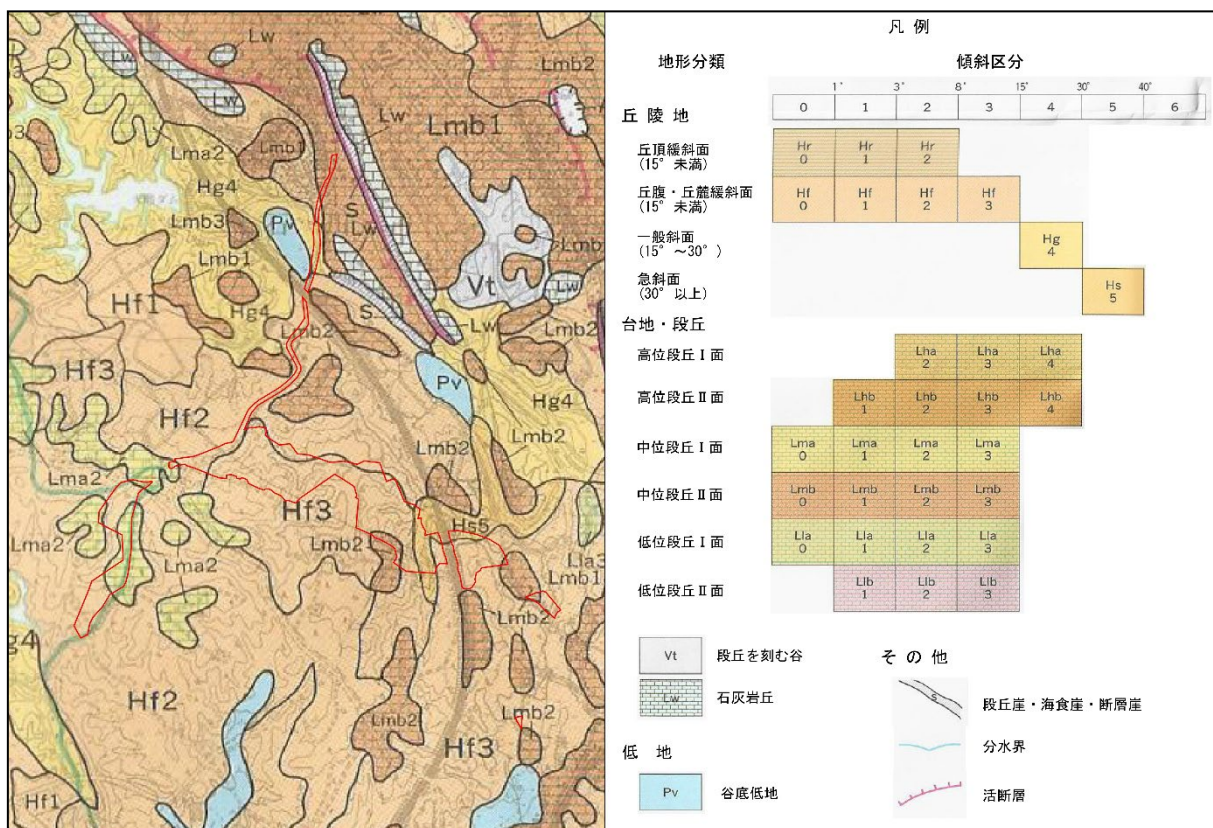 Lw
Lmb2
Lw
Lw
Lmb1
b3
Lma2
Lmb1
Hg4
S
Lmb3
Pv
Lw
Lmb
Lmb1
Vt
Lw
Hf1
Hg4
S
Lmb2
Lw
Lmb2
Hf3
Pv
Hg4
Hf2
Lmb2
Lmb2
Lma2
Hf3
Hs5
Lma2
Lmb2
Lla3
Lma2
Lmb1
Lmb2
g4
Hf2
Lmb2
Lmb2
Hf3
Hf1
Pv
凡 例
地形分類 傾斜区分
1° 3° 8° 15° 30° 40°
0 1 2 3 4 5 6
丘 陵 地
丘頂緩斜面
(15° 未満)
Hr Hr Hr
0 1 2
丘腹・丘麓緩斜面
(15° 未満)
Hf Hf Hf Hf
0 1 2 3
一般斜面
(15° ～30° )
Hg
4
急斜面
(30° 以上)
Hs
5
台地・段丘
高位段丘Ⅰ面
Lha Lha Lha
2 3 4
高位段丘Ⅱ面
Lhb Lhb Lhb Lhb
1 2 3 4
中位段丘Ⅰ面
Lma Lma Lma Lma
0 1 2 3
中位段丘Ⅱ面
Lmb Lmb Lmb Lmb
0 1 2 3
低位段丘Ⅰ面
Lla Lla Lla Lla
0 1 2 3
低位段丘Ⅱ面
Llb Llb Llb
1 2 3
Vt 段丘を刻む谷
Lw 石灰岩丘
低 地
Pv 谷底低地
そ の 他
S 段丘崖・海食崖・断層崖
分水界
活断層